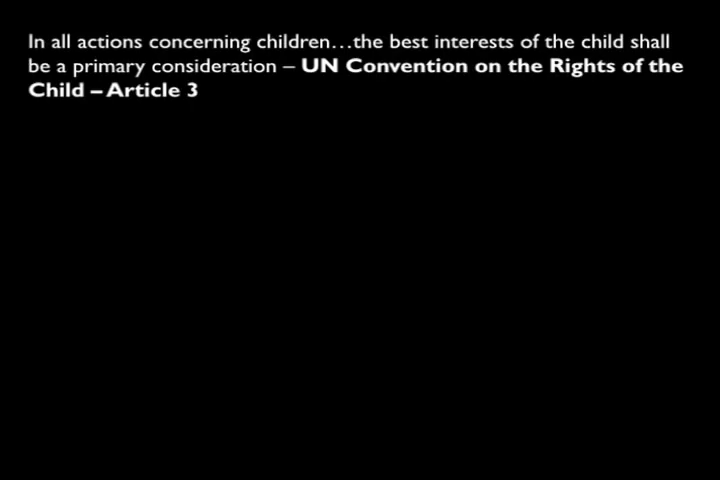 In all actions concerning children…the best interests of the child shall
be a primary consideration – UN Convention on the Rights of the
Child – Article 3